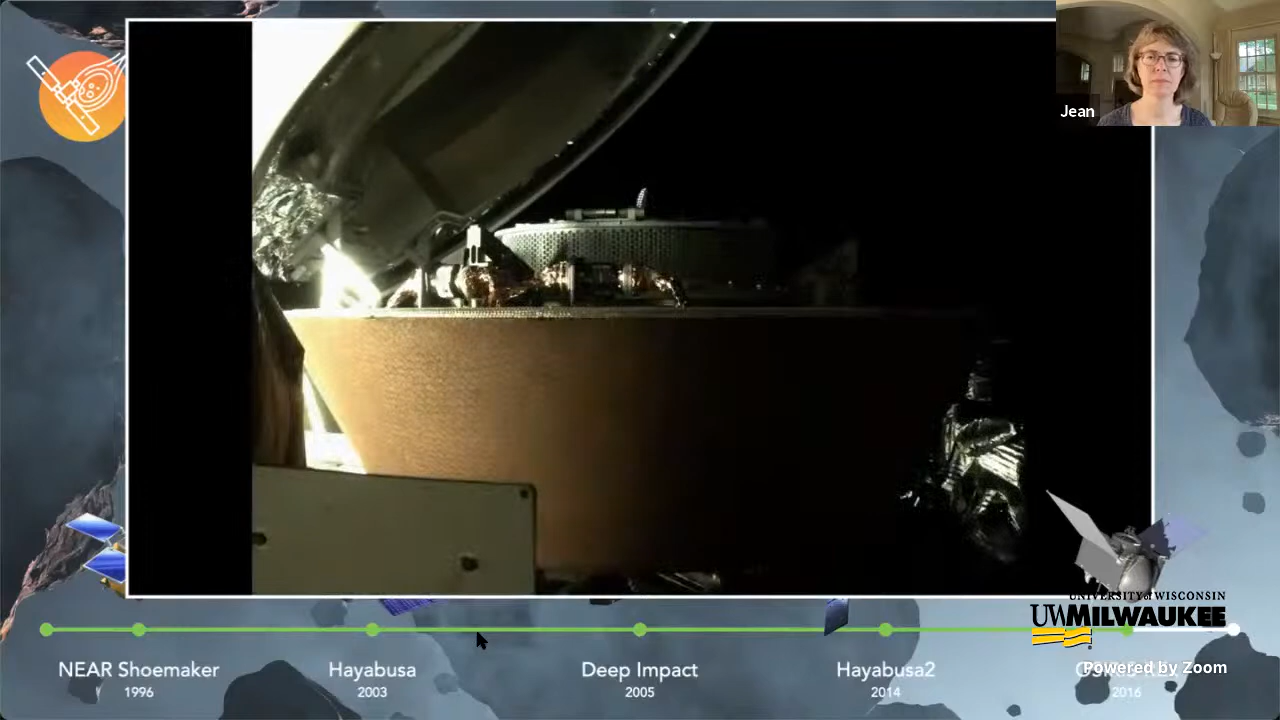 Jean
UNIVERSITY of WISCONSIN
UWMILWAUKEE
NEAR Shoemaker
1996
Hayabusa
2003
Deep Impact
2005
Hayabusa2
2014
Powered by Zoom
2016